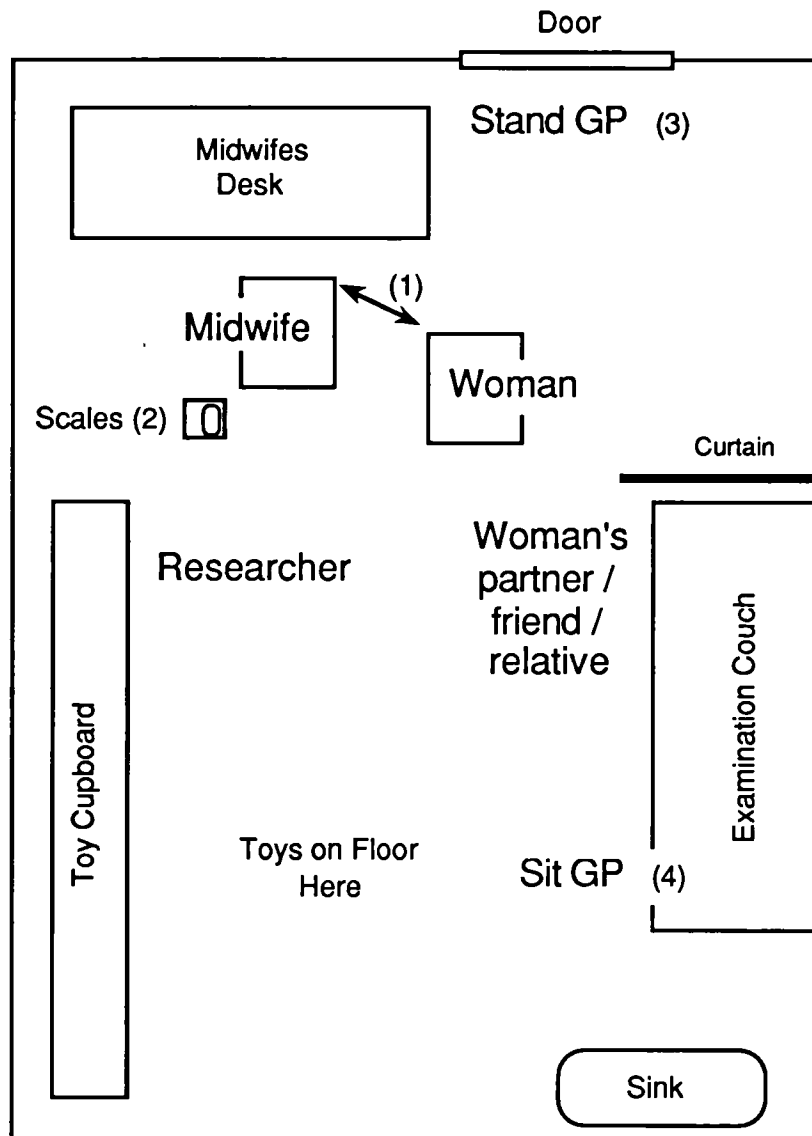 Door
Stand GP (3)
Midwifes
Desk
(1)
Midwife
Woman
Scales (2)
Curtain
Researcher
Woman's
partner /
friend /
relative
Toy Cupboard
Examination Couch
Toys on Floor
Here
Sit GP (4)
Sink